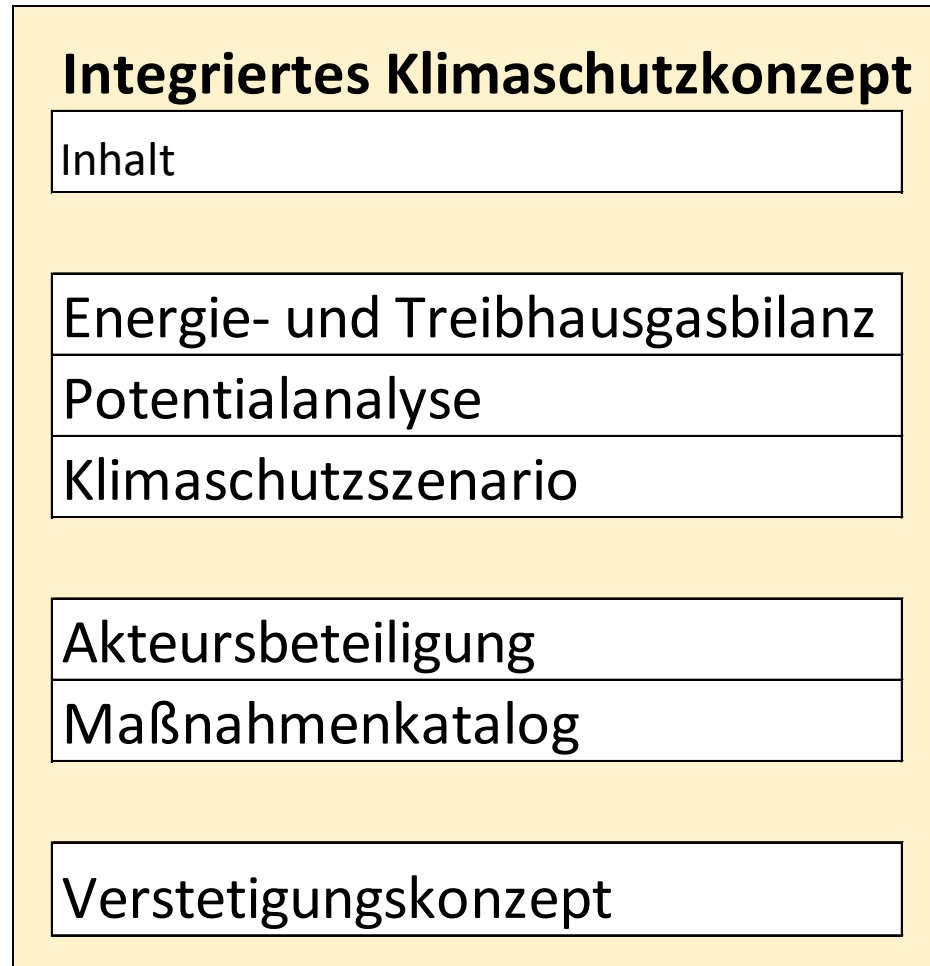 Integriertes Klimaschutzkonzept
Inhalt
Energie- und Treibhausgasbilanz
Potentialanalyse
Klimaschutzszenario
Akteursbeteiligung
Maßnahmenkatalog
Verstetigungskonzept